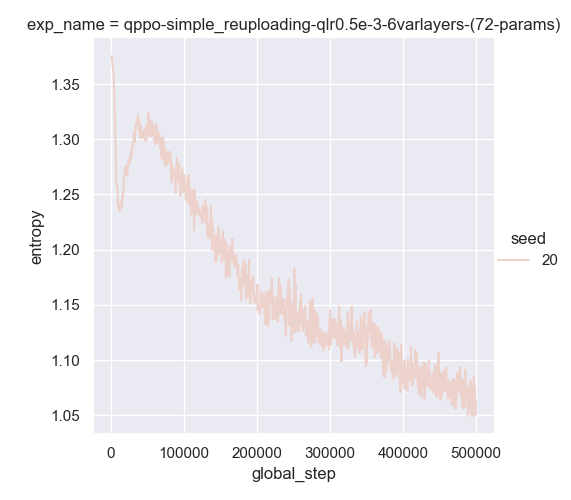 exp_name = qppo-simple_reuploading-qlr0.5e-3-6varlayers-(72-params)
1.35
1.30
1.25
1.20
1.15
1.10
1.05
entropy
seed
20
0 100000 200000 300000 400000 500000
global_step